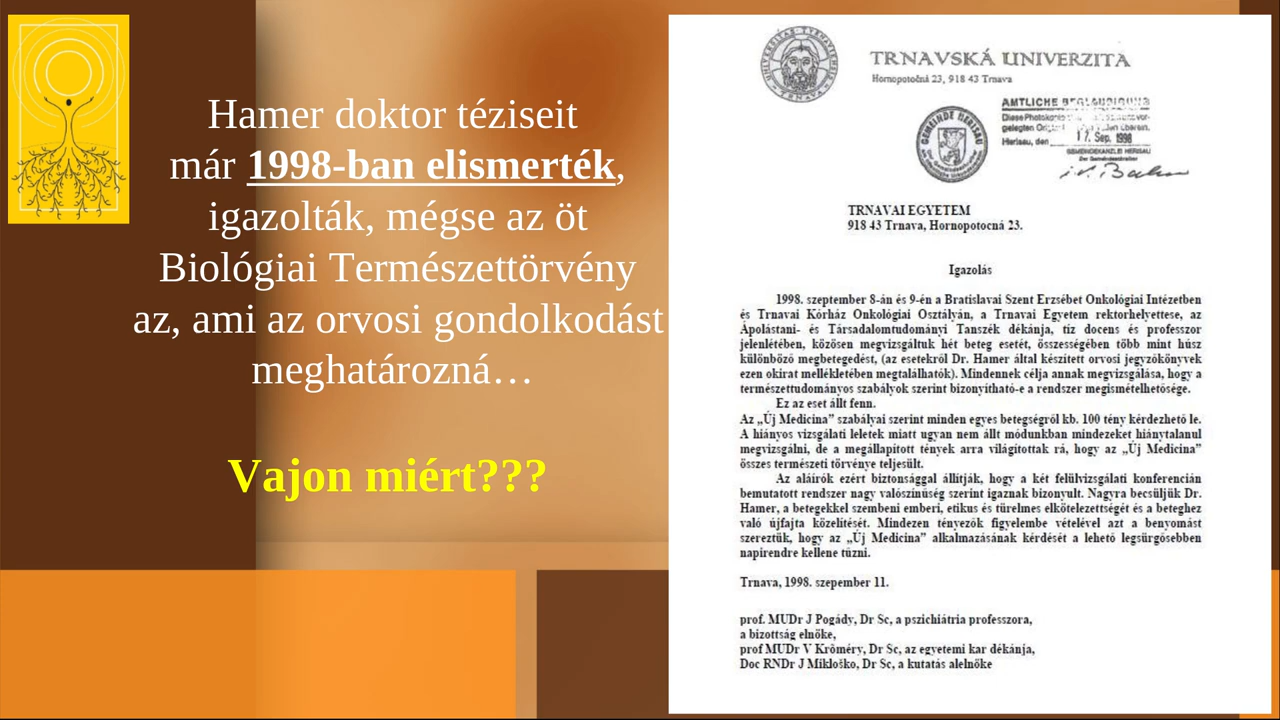 Hamer doktor téziseit
már 1998-ban elismerték,
igazolták, mégse az öt
Biológiai Természettörvény
az, ami az orvosi gondolkodást
meghatározná…
Vajon miért???
TRNAVSKÁ UNIVERZITA
Hornopotočná 23, 918 43 Trnava
AMTLICHE BEGLAUBIGUNG
Diese Photokopie
gelegten überein.
Herisau, den 17. Sep. 1998
GEMEINDEKANZLEI HERISAU
Der Gemeindeschreiber
GEMEINDE HERISAU
TRNAVAI EGYETEM
918 43 Trnava, Hornopotocná 23.
Igazolás
1998. szeptember 8-án és 9-én a Bratislavai Szent Erzsébet Onkológiai Intézetben
és Trnavai Kórház Onkológiai Osztályán, a Trnavai Egyetem rektorhelyettese, az
Ápolástani- és Társadalomtudományi Tanszék dékánja, tíz docens és professzor
jelenlétében, közösen megvizsgáltuk hét beteg esetét, összességében több mint húsz
különböző megbetegedést, (az esetekről Dr. Hamer által készített orvosi jegyzőkönyvek
ezen okirat mellékletében megtalálhatók). Mindennek célja annak megvizsgálása, hogy a
természettudományos szabályok szerint bizonyítható-e a rendszer megismételhetősége.
Ez az eset állt fenn.
Az „Új Medicina” szabályai szerint minden egyes betegségről kb. 100 tény kérdezhető le.
A hiányos vizsgálati leletek miatt ugyan nem állt módunkban mindezeket hiánytalanul
megvizsgálni, de a megállapított tények arra világítottak rá, hogy az „Új Medicina”
összes természeti törvénye teljesült.
Az aláírók ezért biztonsággal állítják, hogy a két felülvizsgálati konferencián
bemutatott rendszer nagy valószínűség szerint igaznak bizonyult. Nagyra becsüljük Dr.
Hamer, a betegekkel szembeni emberi, etikus és türelmes elkötelezettségét és a beteghez
való újfajta közelítését. Mindezen tényezők figyelembe vételével azt a benyomást
szereztük, hogy az „Új Medicina” alkalmazásának kérdését a lehető legsürgősebben
napirendre kellene tűzni.
Trnava, 1998. szepember 11.
prof. MUDr J Pogády, Dr Sc, a pszichiátria professzora,
a bizottság elnöke,
prof MUDr V Krõméry, Dr Sc, az egyetemi kar dékánja,
Doc RNDr J Mikloško, Dr Sc, a kutatás alelnöke